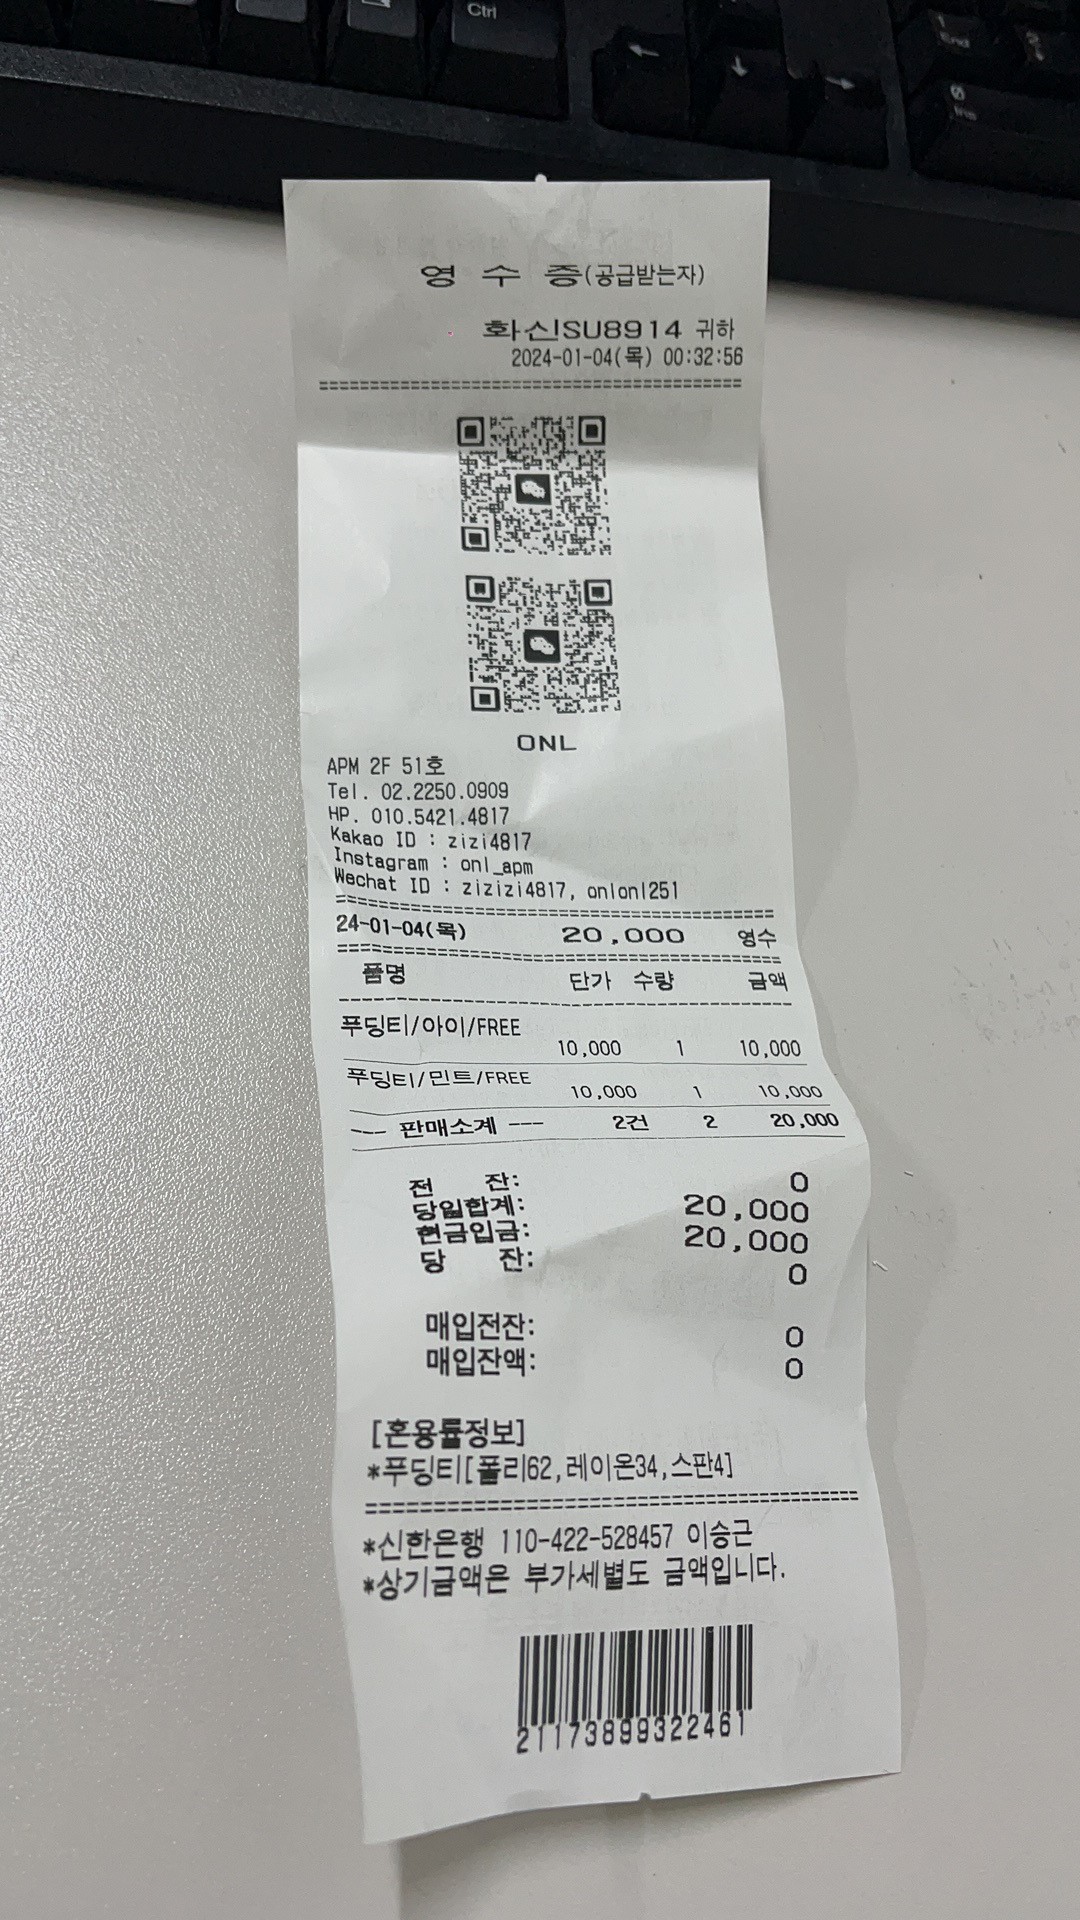 Ctrl
←
↓
→
1
End
2
0
Ins
영 수 증(공급받는자)
화신SU8914 귀하
2024-01-04(목) 00:32:56
========================================
ONL
APM 2F 51호
Tel. 02.2250.0909
HP. 010.5421.4817
Kakao ID : zizi4817
Instagram : onl_apm
Wechat ID : zizizi4817, onlonl251
========================================
24-01-04(목) 20,000 영수
========================================
품명 단가 수량 금액
----------------------------------------
푸딩티/아이/FREE
10,000 1 10,000
푸딩티/민트/FREE
10,000 1 10,000
--- 판매소계 --- 2건 2 20,000
전 잔: 0
당일합계: 20,000
현금입금: 20,000
당 잔: 0
매입전잔: 0
매입잔액: 0
[혼용률정보]
*푸딩티[폴리62,레이온34,스판4]
========================================
*신한은행 110-422-528457 이승근
*상기금액은 부가세별도 금액입니다.
21173899322461